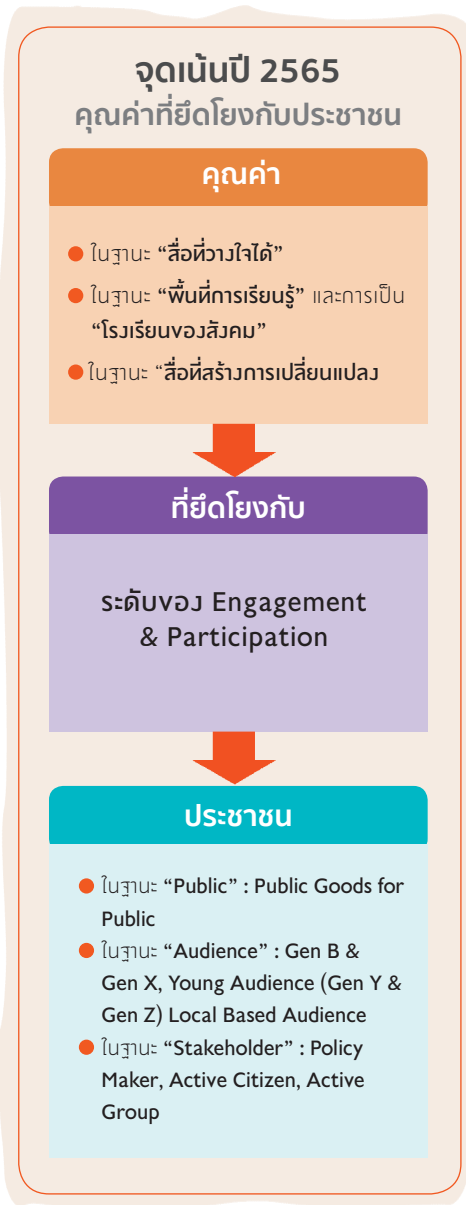 จุดเน้นปี 2565
คุณค่าที่ยึดโยงกับประชาชน
คุณค่า
● ในฐานะ “สื่อที่วางใจได้”
● ในฐานะ “พื้นที่การเรียนรู้” และการเป็น
“โรงเรียนของสังคม”
● ในฐานะ “สื่อที่สร้างการเปลี่ยนแปลง
ที่ยึดโยงกับ
ระดับของ Engagement
& Participation
ประชาชน
● ในฐานะ “Public” : Public Goods for
Public
● ในฐานะ “Audience” : Gen B &
Gen X, Young Audience (Gen Y &
Gen Z) Local Based Audience
● ในฐานะ “Stakeholder” : Policy
Maker, Active Citizen, Active
Group